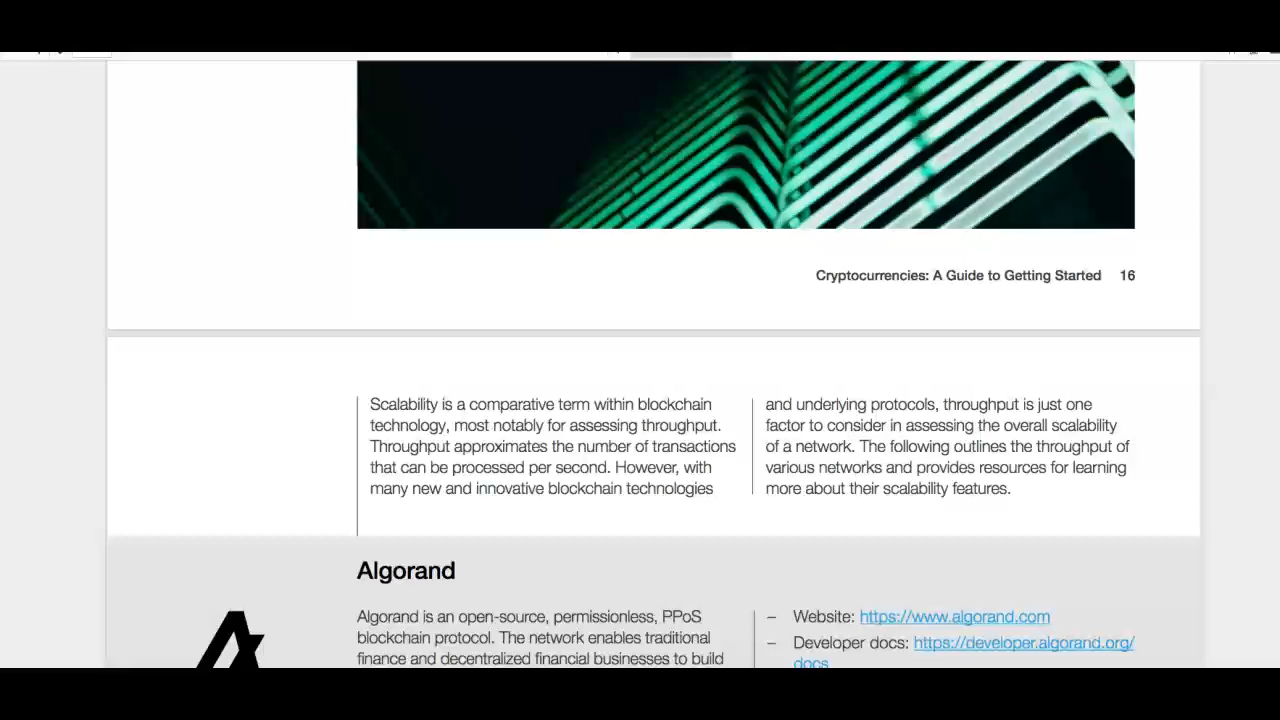 Cryptocurrencies: A Guide to Getting Started 16
Scalability is a comparative term within blockchain
technology, most notably for assessing throughput.
Throughput approximates the number of transactions
that can be processed per second. However, with
many new and innovative blockchain technologies
and underlying protocols, throughput is just one
factor to consider in assessing the overall scalability
of a network. The following outlines the throughput of
various networks and provides resources for learning
more about their scalability features.
Algorand
Algorand is an open-source, permissionless, PPoS
blockchain protocol. The network enables traditional
finance and decentralized financial businesses to build
– Website: https://www.algorand.com
– Developer docs: https://developer.algorand.org/
docs